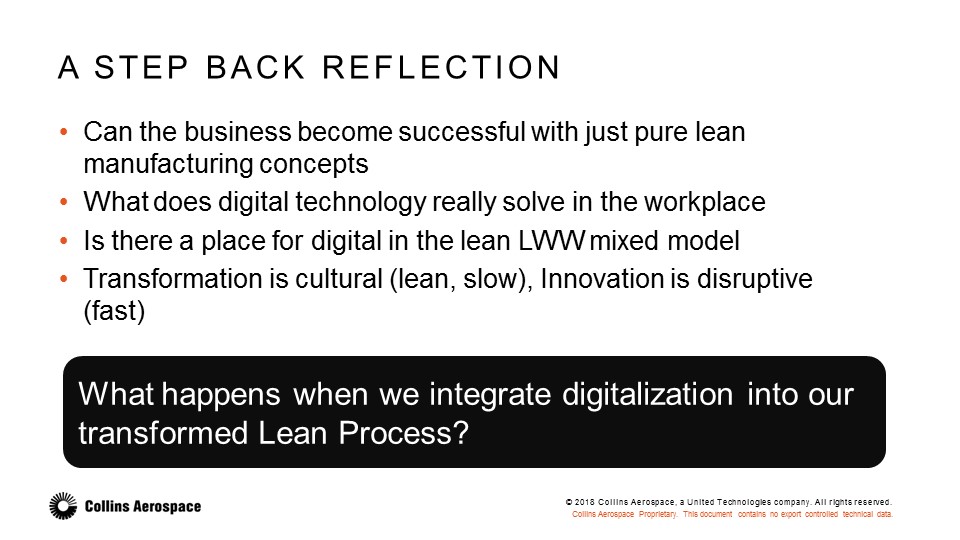 A STEP BACK REFLECTION
• Can the business become successful with just pure lean
manufacturing concepts
• What does digital technology really solve in the workplace
• Is there a place for digital in the lean LWW mixed model
• Transformation is cultural (lean, slow), Innovation is disruptive
(fast)
What happens when we integrate digitalization into our
transformed Lean Process?
Collins Aerospace
© 2018 Collins Aerospace, a United Technologies company. All rights reserved.
Collins Aerospace Proprietary. This document contains no export controlled technical data.